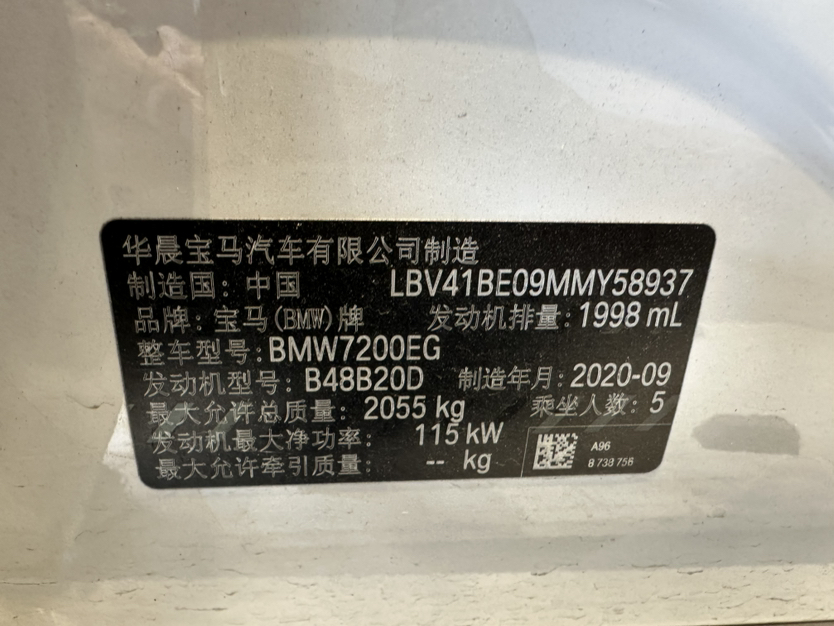 华晨宝马汽车有限公司制造
制造国：中国 LBV41BE09MMY58937
品牌：宝马(BMW)牌 发动机排量：1998 mL
整车型号：BMW7200EG
发动机型号：B48B20D 制造年月：2020-09
最大允许总质量：2055 kg 乘坐人数：5
发动机最大净功率：115 kW
最大允许牵引质量：-- kg
A96
8 738 756